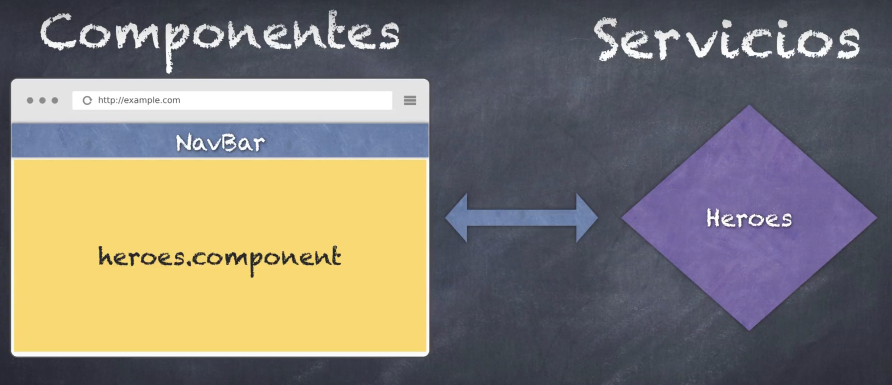 Componentes
Servicios
http://example.com
NavBar
heroes.component
Heroes